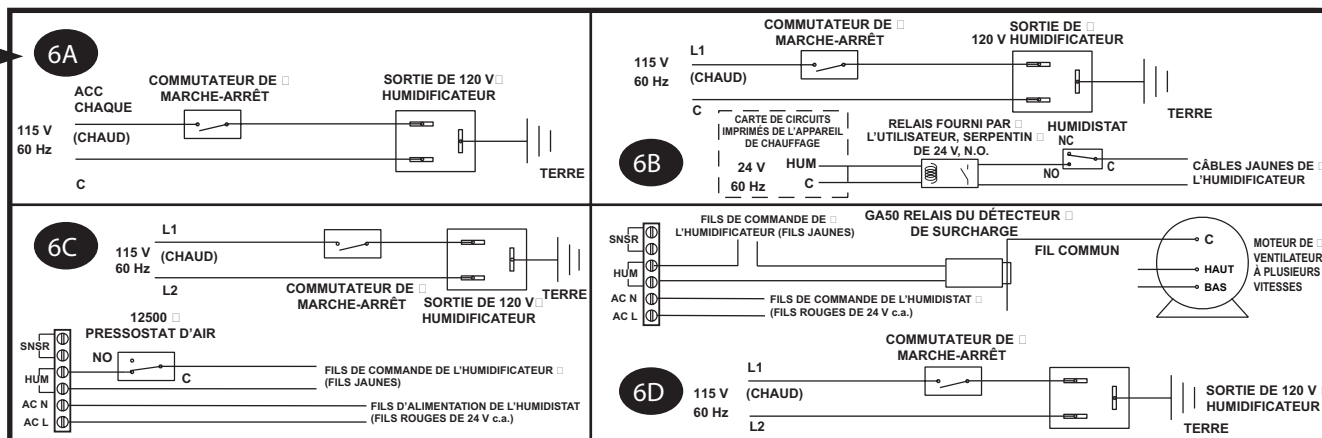 6A
ACC
CHAQUE
115 V
60 Hz
(CHAUD)
C
COMMUTATEUR DE
MARCHE-ARRÊT
SORTIE DE 120 V
HUMIDIFICATEUR
TERRE
6B
115 V
60 Hz
L1
(CHAUD)
C
COMMUTATEUR DE
MARCHE-ARRÊT
SORTIE DE
120 V HUMIDIFICATEUR
TERRE
CARTE DE CIRCUITS
IMPRIMÉS DE L'APPAREIL
DE CHAUFFAGE
24 V
60 Hz
HUM
C
RELAIS FOURNI PAR
L'UTILISATEUR, SERPENTIN
DE 24 V, N.O.
HUMIDISTAT
NC
NO
C
CÂBLES JAUNES DE
L'HUMIDIFICATEUR
6C
L1
115 V
60 Hz
(CHAUD)
L2
COMMUTATEUR DE
MARCHE-ARRÊT
SORTIE DE 120 V
HUMIDIFICATEUR
TERRE
12500
PRESSOSTAT D'AIR
SNSR
HUM
AC N
AC L
NO
C
FILS DE COMMANDE DE L'HUMIDIFICATEUR
(FILS JAUNES)
FILS D'ALIMENTATION DE L'HUMIDISTAT
(FILS ROUGES DE 24 V c.a.)
FILS DE COMMANDE DE
L'HUMIDIFICATEUR (FILS JAUNES)
GA50 RELAIS DU DÉTECTEUR
DE SURCHARGE
SNSR
HUM
AC N
AC L
FIL COMMUN
C
HAUT
BAS
MOTEUR DE
VENTILATEUR
À PLUSIEURS
VITESSES
FILS DE COMMANDE DE L'HUMIDISTAT
(FILS ROUGES DE 24 V c.a.)
6D
COMMUTATEUR DE
MARCHE-ARRÊT
L1
115 V
60 Hz
(CHAUD)
L2
SORTIE DE 120 V
HUMIDIFICATEUR
TERRE